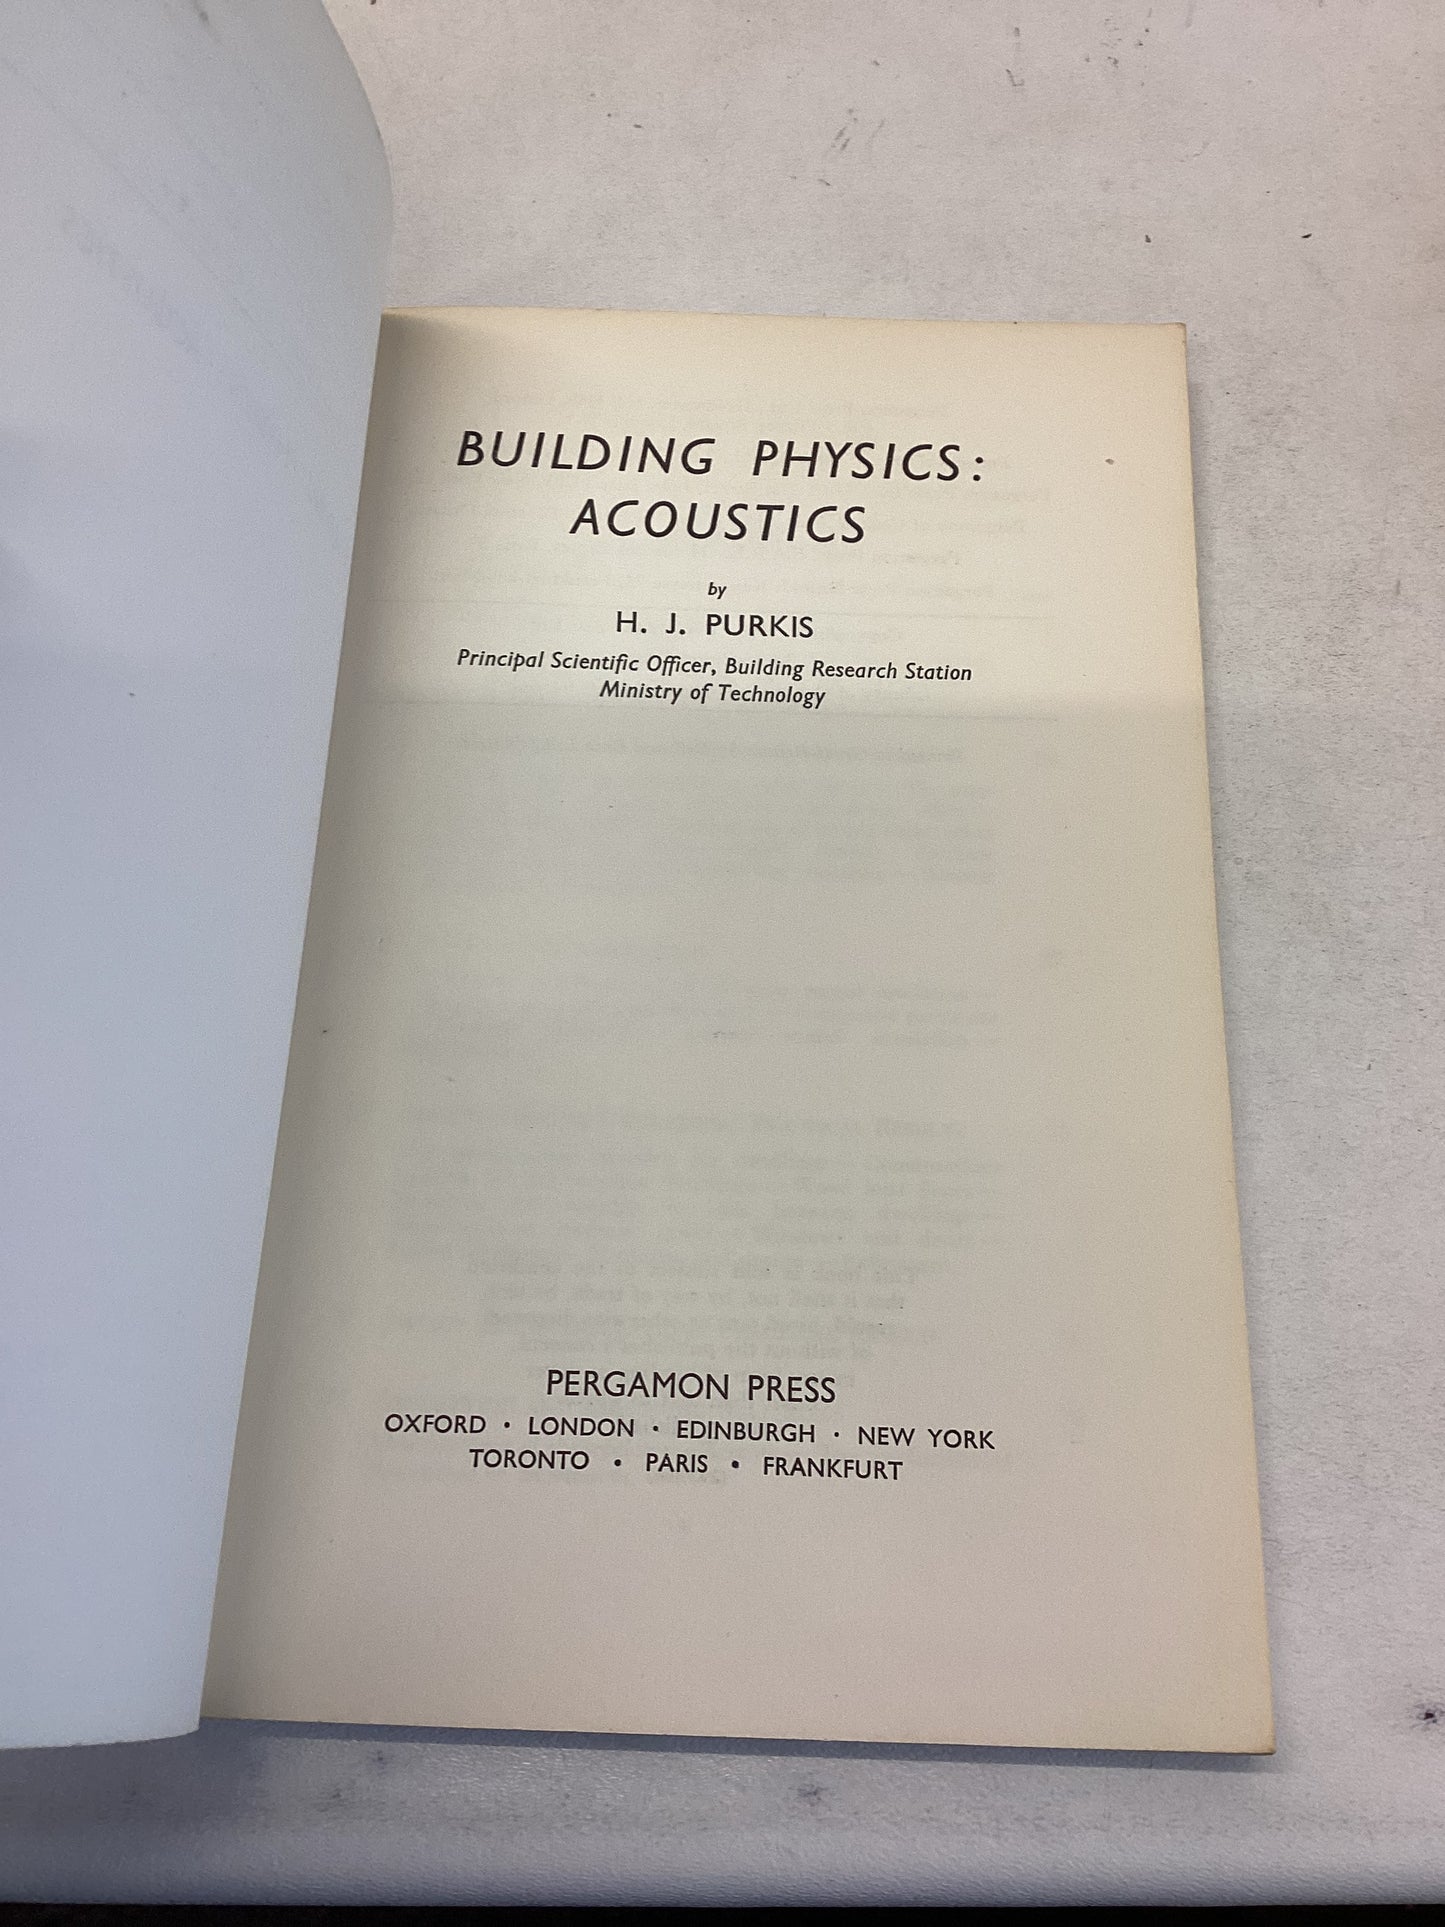 BUILDING PHYSICS:
ACOUSTICS
by
H. J. PURKIS
Principal Scientific Officer, Building Research Station
Ministry of Technology
PERGAMON PRESS
OXFORD · LONDON · EDINBURGH · NEW YORK
TORONTO · PARIS · FRANKFURT